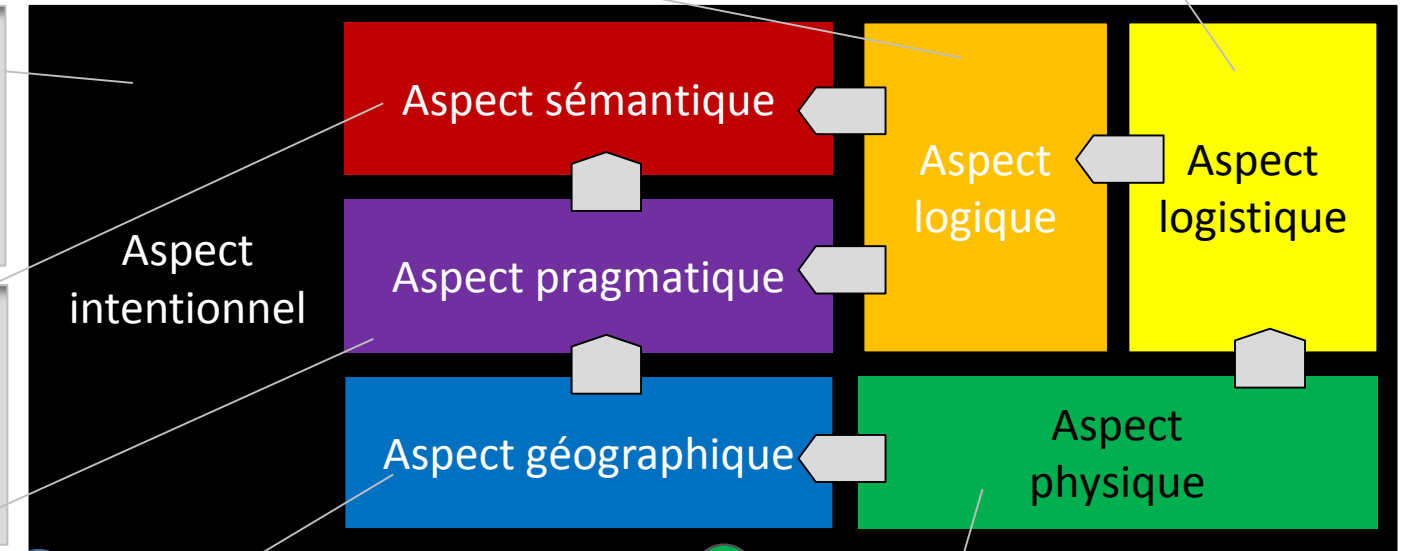 Aspect
intentionnel
Aspect sémantique
Aspect pragmatique
Aspect géographique
Aspect
logique
Aspect
logistique
Aspect
physique